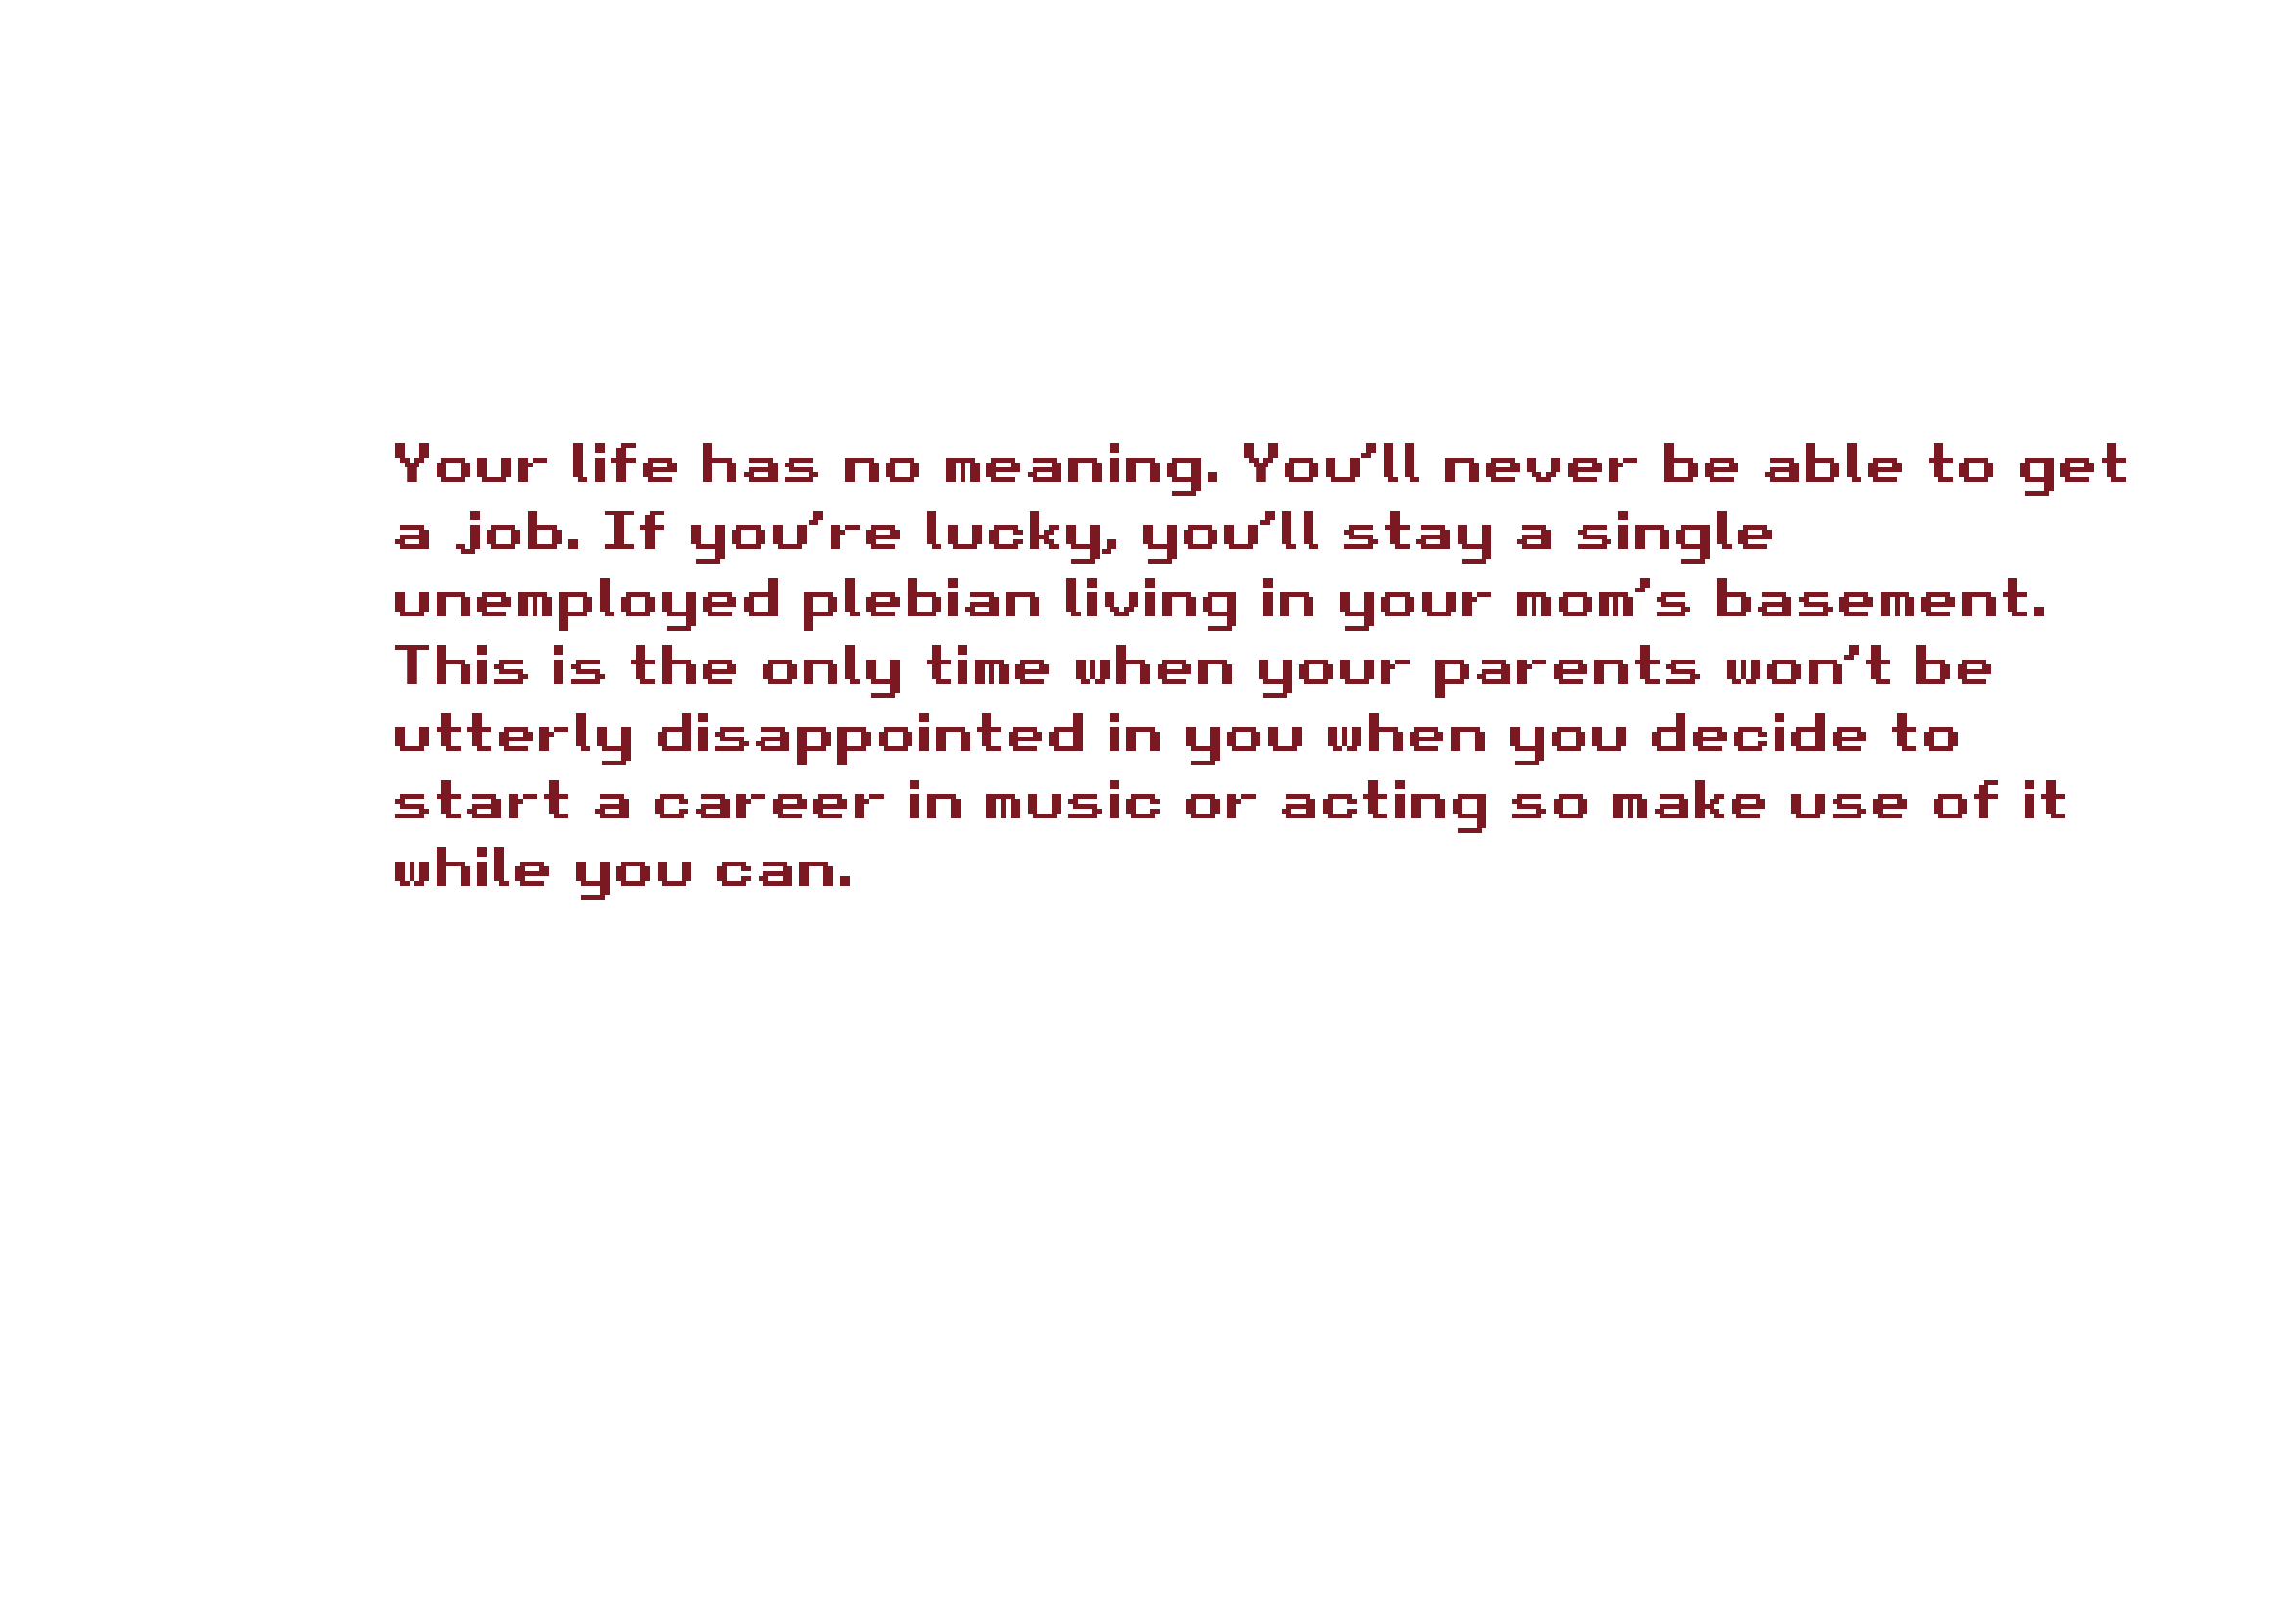 Your life has no meaning. You'll never be able to get
a job. If you're lucky, you'll stay a single
unemployed plebian living in your mom's basement.
This is the only time when your parents won't be
utterly disappointed in you when you decide to
start a career in music or acting so make use of it
while you can.